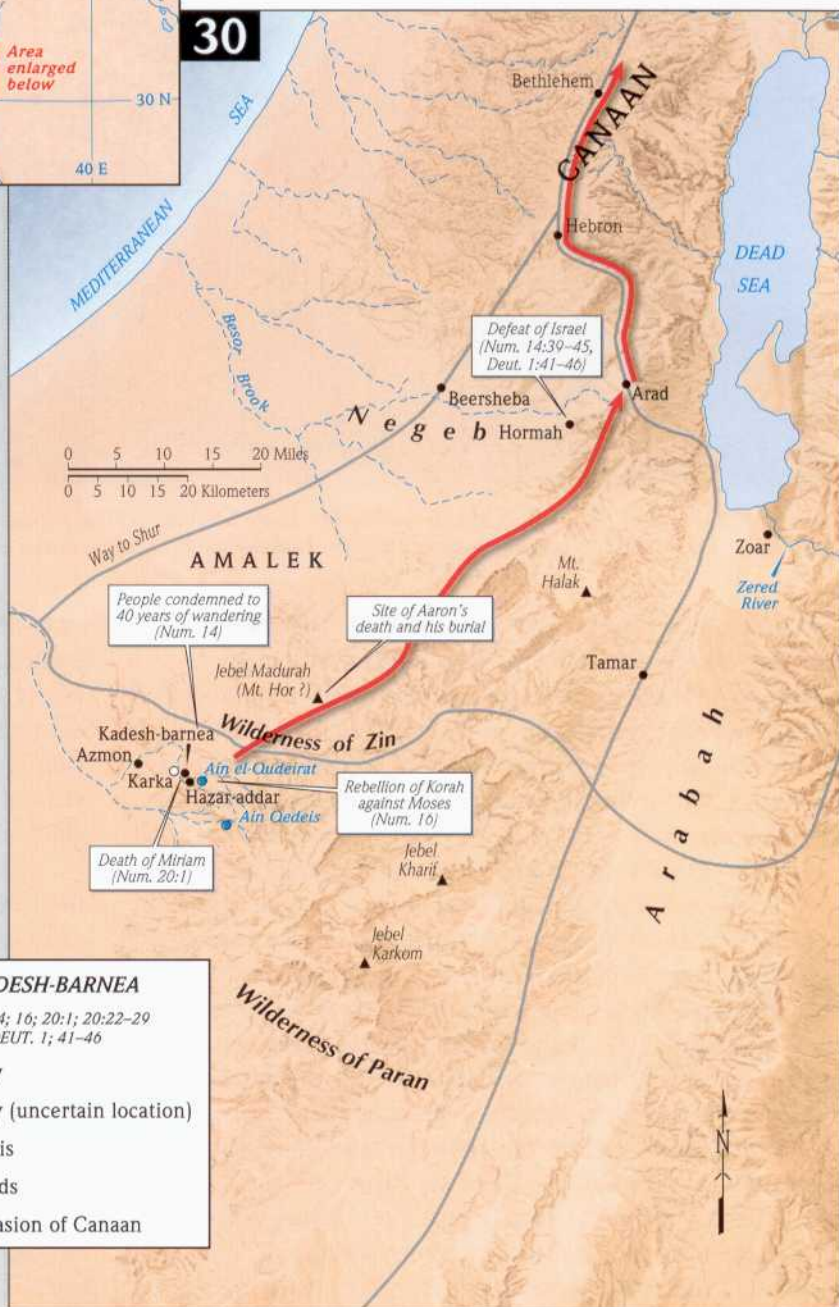 Area
enlarged
below
30 N
40 E
30
MEDITERRANEAN
SEA
Bethlehem
CANAAN
Hebron
DEAD
SEA
Besor
Brook
Defeat of Israel
(Num. 14:39–45,
Deut. 1:41–46)
Beersheba
Arad
Negeb
Hormah
0 5 10 15 20 Miles
0 5 10 15 20 Kilometers
Way to Shur
AMALEK
Mt.
Halak
Zoar
Zered
River
People condemned to
40 years of wandering
(Num. 14)
Site of Aaron's
death and his burial
Jebel Madurah
(Mt. Hor ?)
Tamar
Wilderness of Zin
Kadesh-barnea
Azmon
Karka
Ain el-Qudeirat
Hazar-addar
Rebellion of Korah
against Moses
(Num. 16)
Ain Qedeis
Death of Miriam
(Num. 20:1)
Jebel
Kharif
Arabah
Jebel
Karkom
Wilderness of Paran
DESH-BARNEA
4; 16; 20:1; 20:22–29
EUT. 1; 41–46
(uncertain location)
is
ds
asion of Canaan
N